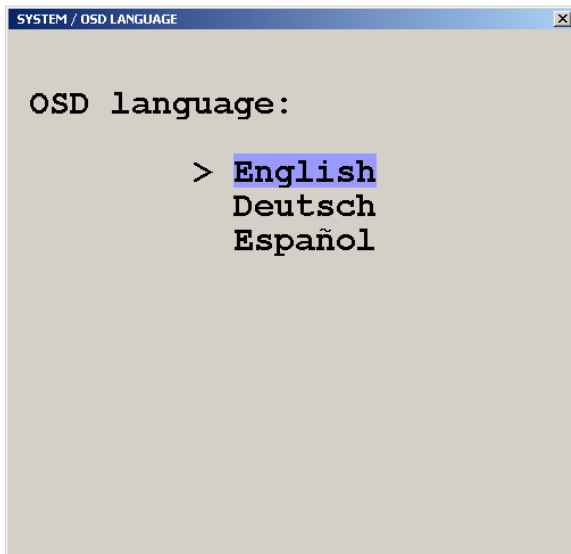 SYSTEM / OSD LANGUAGE
OSD language:
> English
Deutsch
Español